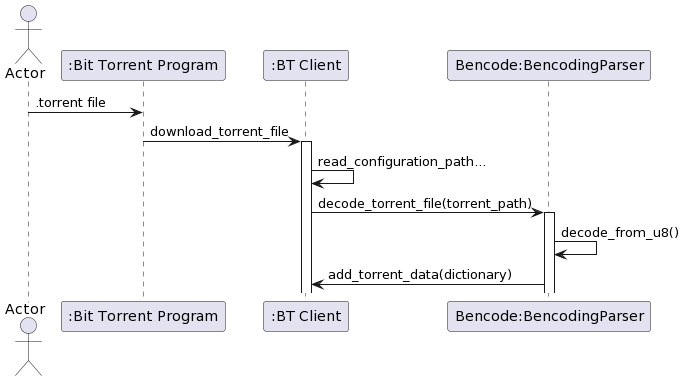 Actor
:Bit Torrent Program
:BT Client
Bencode:BencodingParser
.torrent file
download_torrent_file
read_configuration_path...
decode_torrent_file(torrent_path)
decode_from_u8()
add_torrent_data(dictionary)
Actor
:Bit Torrent Program
:BT Client
Bencode:BencodingParser